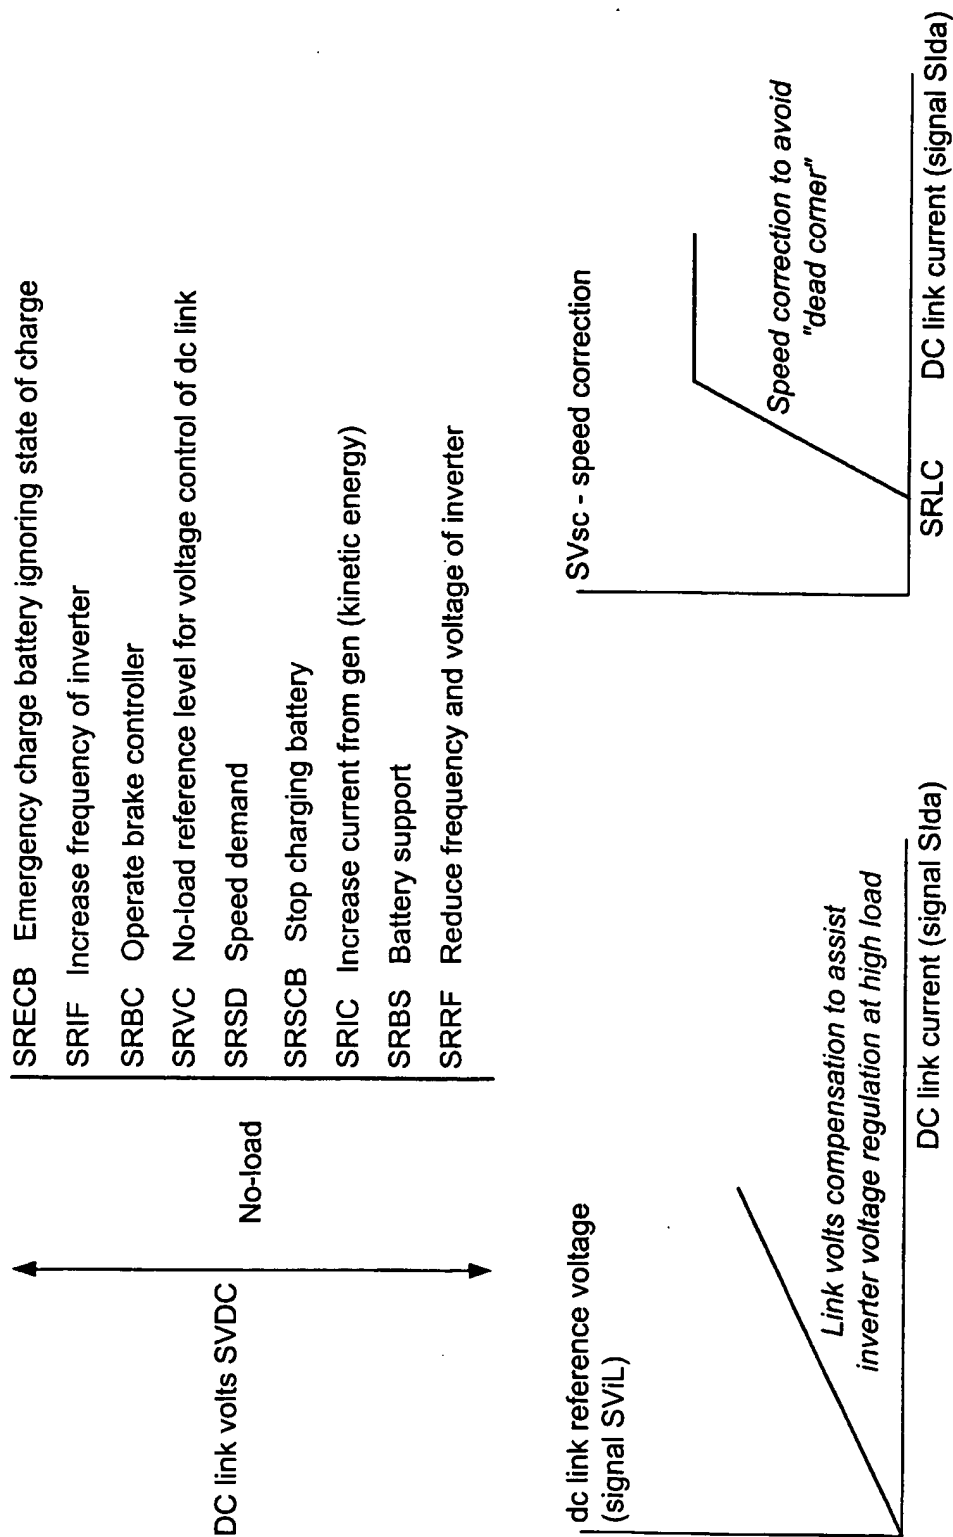 DC link volts SVDC
No-load
SRECB Emergency charge battery ignoring state of charge
SRIF Increase frequency of inverter
SRBC Operate brake controller
SRVC No-load reference level for voltage control of dc link
SRSD Speed demand
SRSCB Stop charging battery
SRIC Increase current from gen (kinetic energy)
SRBS Battery support
SRRF Reduce frequency and voltage of inverter
dc link reference voltage
(signal SViL)
Link volts compensation to assist
inverter voltage regulation at high load
DC link current (signal SIda)
SVsc - speed correction
Speed correction to avoid
"dead corner"
SRLC
DC link current (signal SIda)